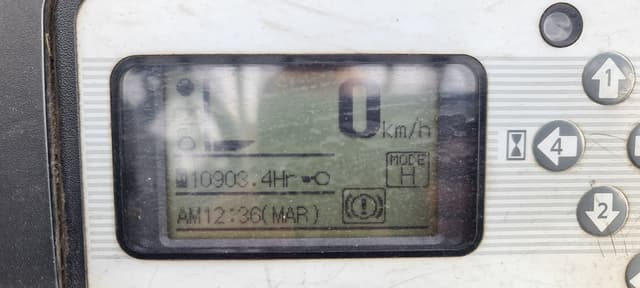 0 km/h
MODE
H
10903.4Hr
AM12:36(MAR)
1
4
2